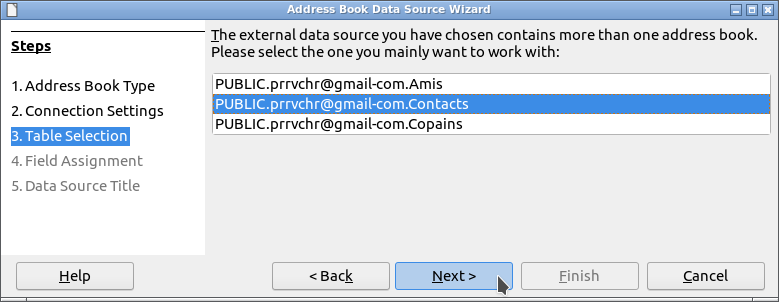 Address Book Data Source Wizard
Steps
1. Address Book Type
2. Connection Settings
3. Table Selection
4. Field Assignment
5. Data Source Title
The external data source you have chosen contains more than one address book.
Please select the one you mainly want to work with:
PUBLIC.prrvchr@gmail-com.Amis
PUBLIC.prrvchr@gmail-com.Contacts
PUBLIC.prrvchr@gmail-com.Copains
Help
< Back
Next >
Finish
Cancel